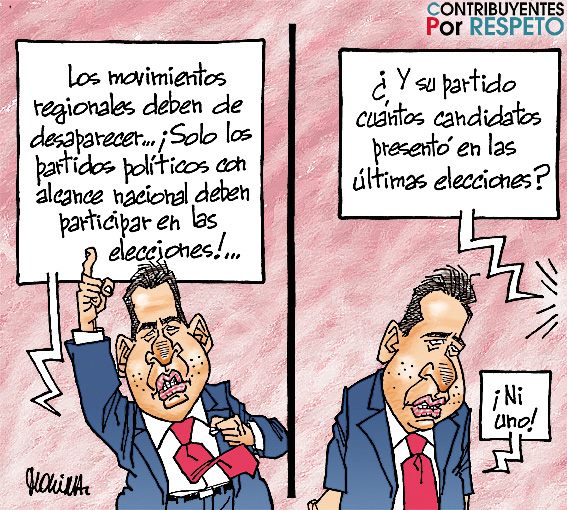 CONTRIBUYENTES
Por RESPETO
Los movimientos
regionales deben de
desaparecer...¡Solo los
partidos políticos con
alcance nacional deben
participar en las
elecciones!...
¿Y su partido
cuántos candidatos
presentó en las
últimas elecciones?
¡Ni
uno!